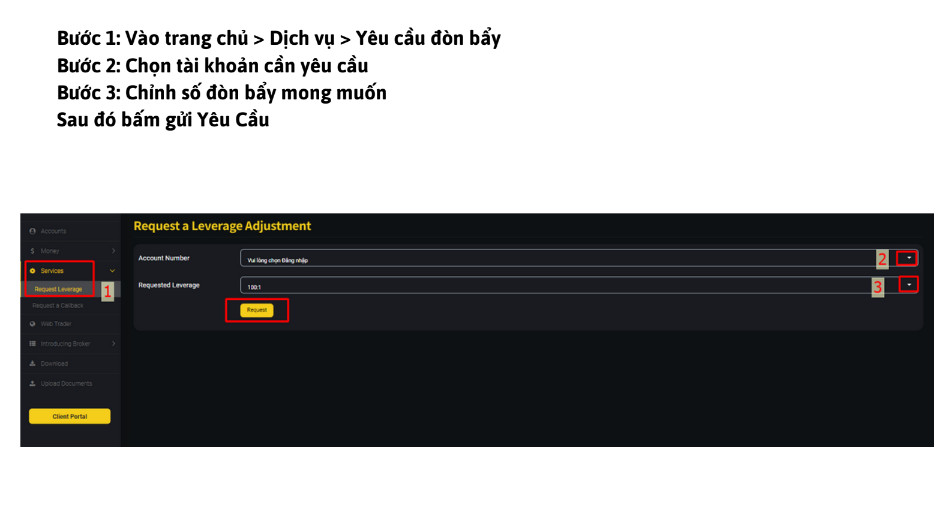 Bước 1: Vào trang chủ > Dịch vụ > Yêu cầu đòn bẩy
Bước 2: Chọn tài khoản cần yêu cầu
Bước 3: Chỉnh số đòn bẩy mong muốn
Sau đó bấm gửi Yêu Cầu
Request a Leverage Adjustment
Accounts
$ Money
Services
Request Leverage
1
Request a Callback
Web Trader
Introducing Broker
Download
Upload Documents
Client Portal
Account Number
Vui lòng chọn Đăng nhập
2
Requested Leverage
100:1
3
Request